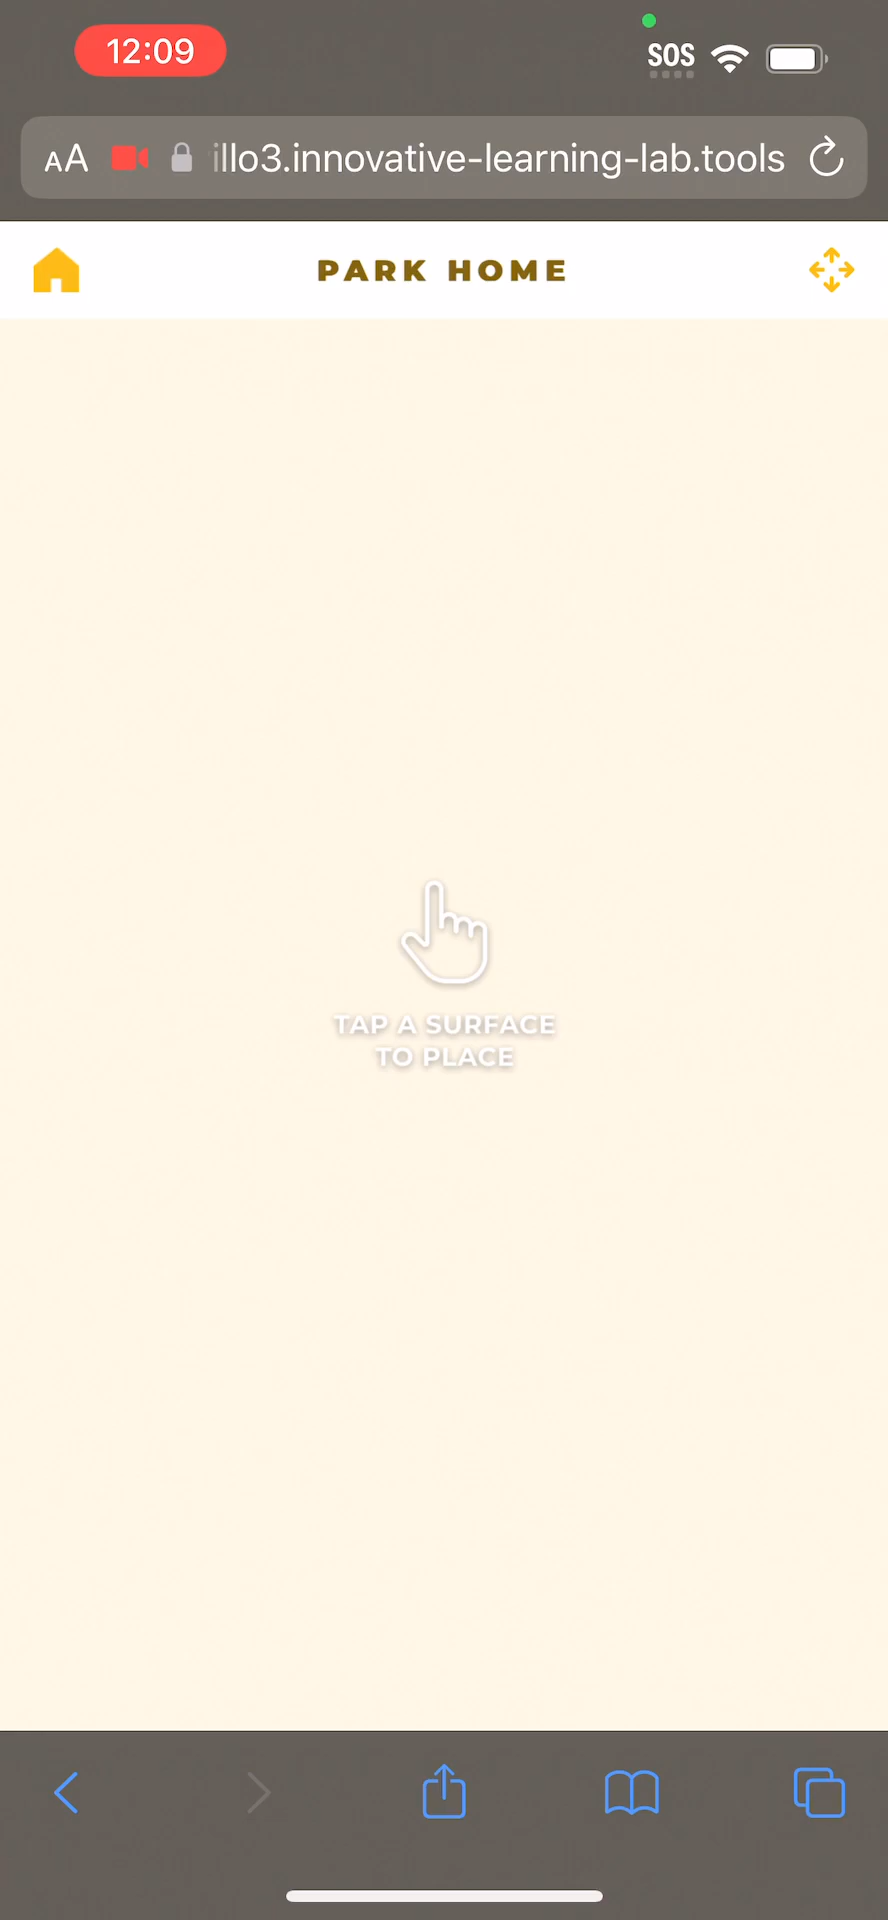 12:09
SOS
AA
illo3.innovative-learning-lab.tools
PARK HOME
TAP A SURFACE
TO PLACE